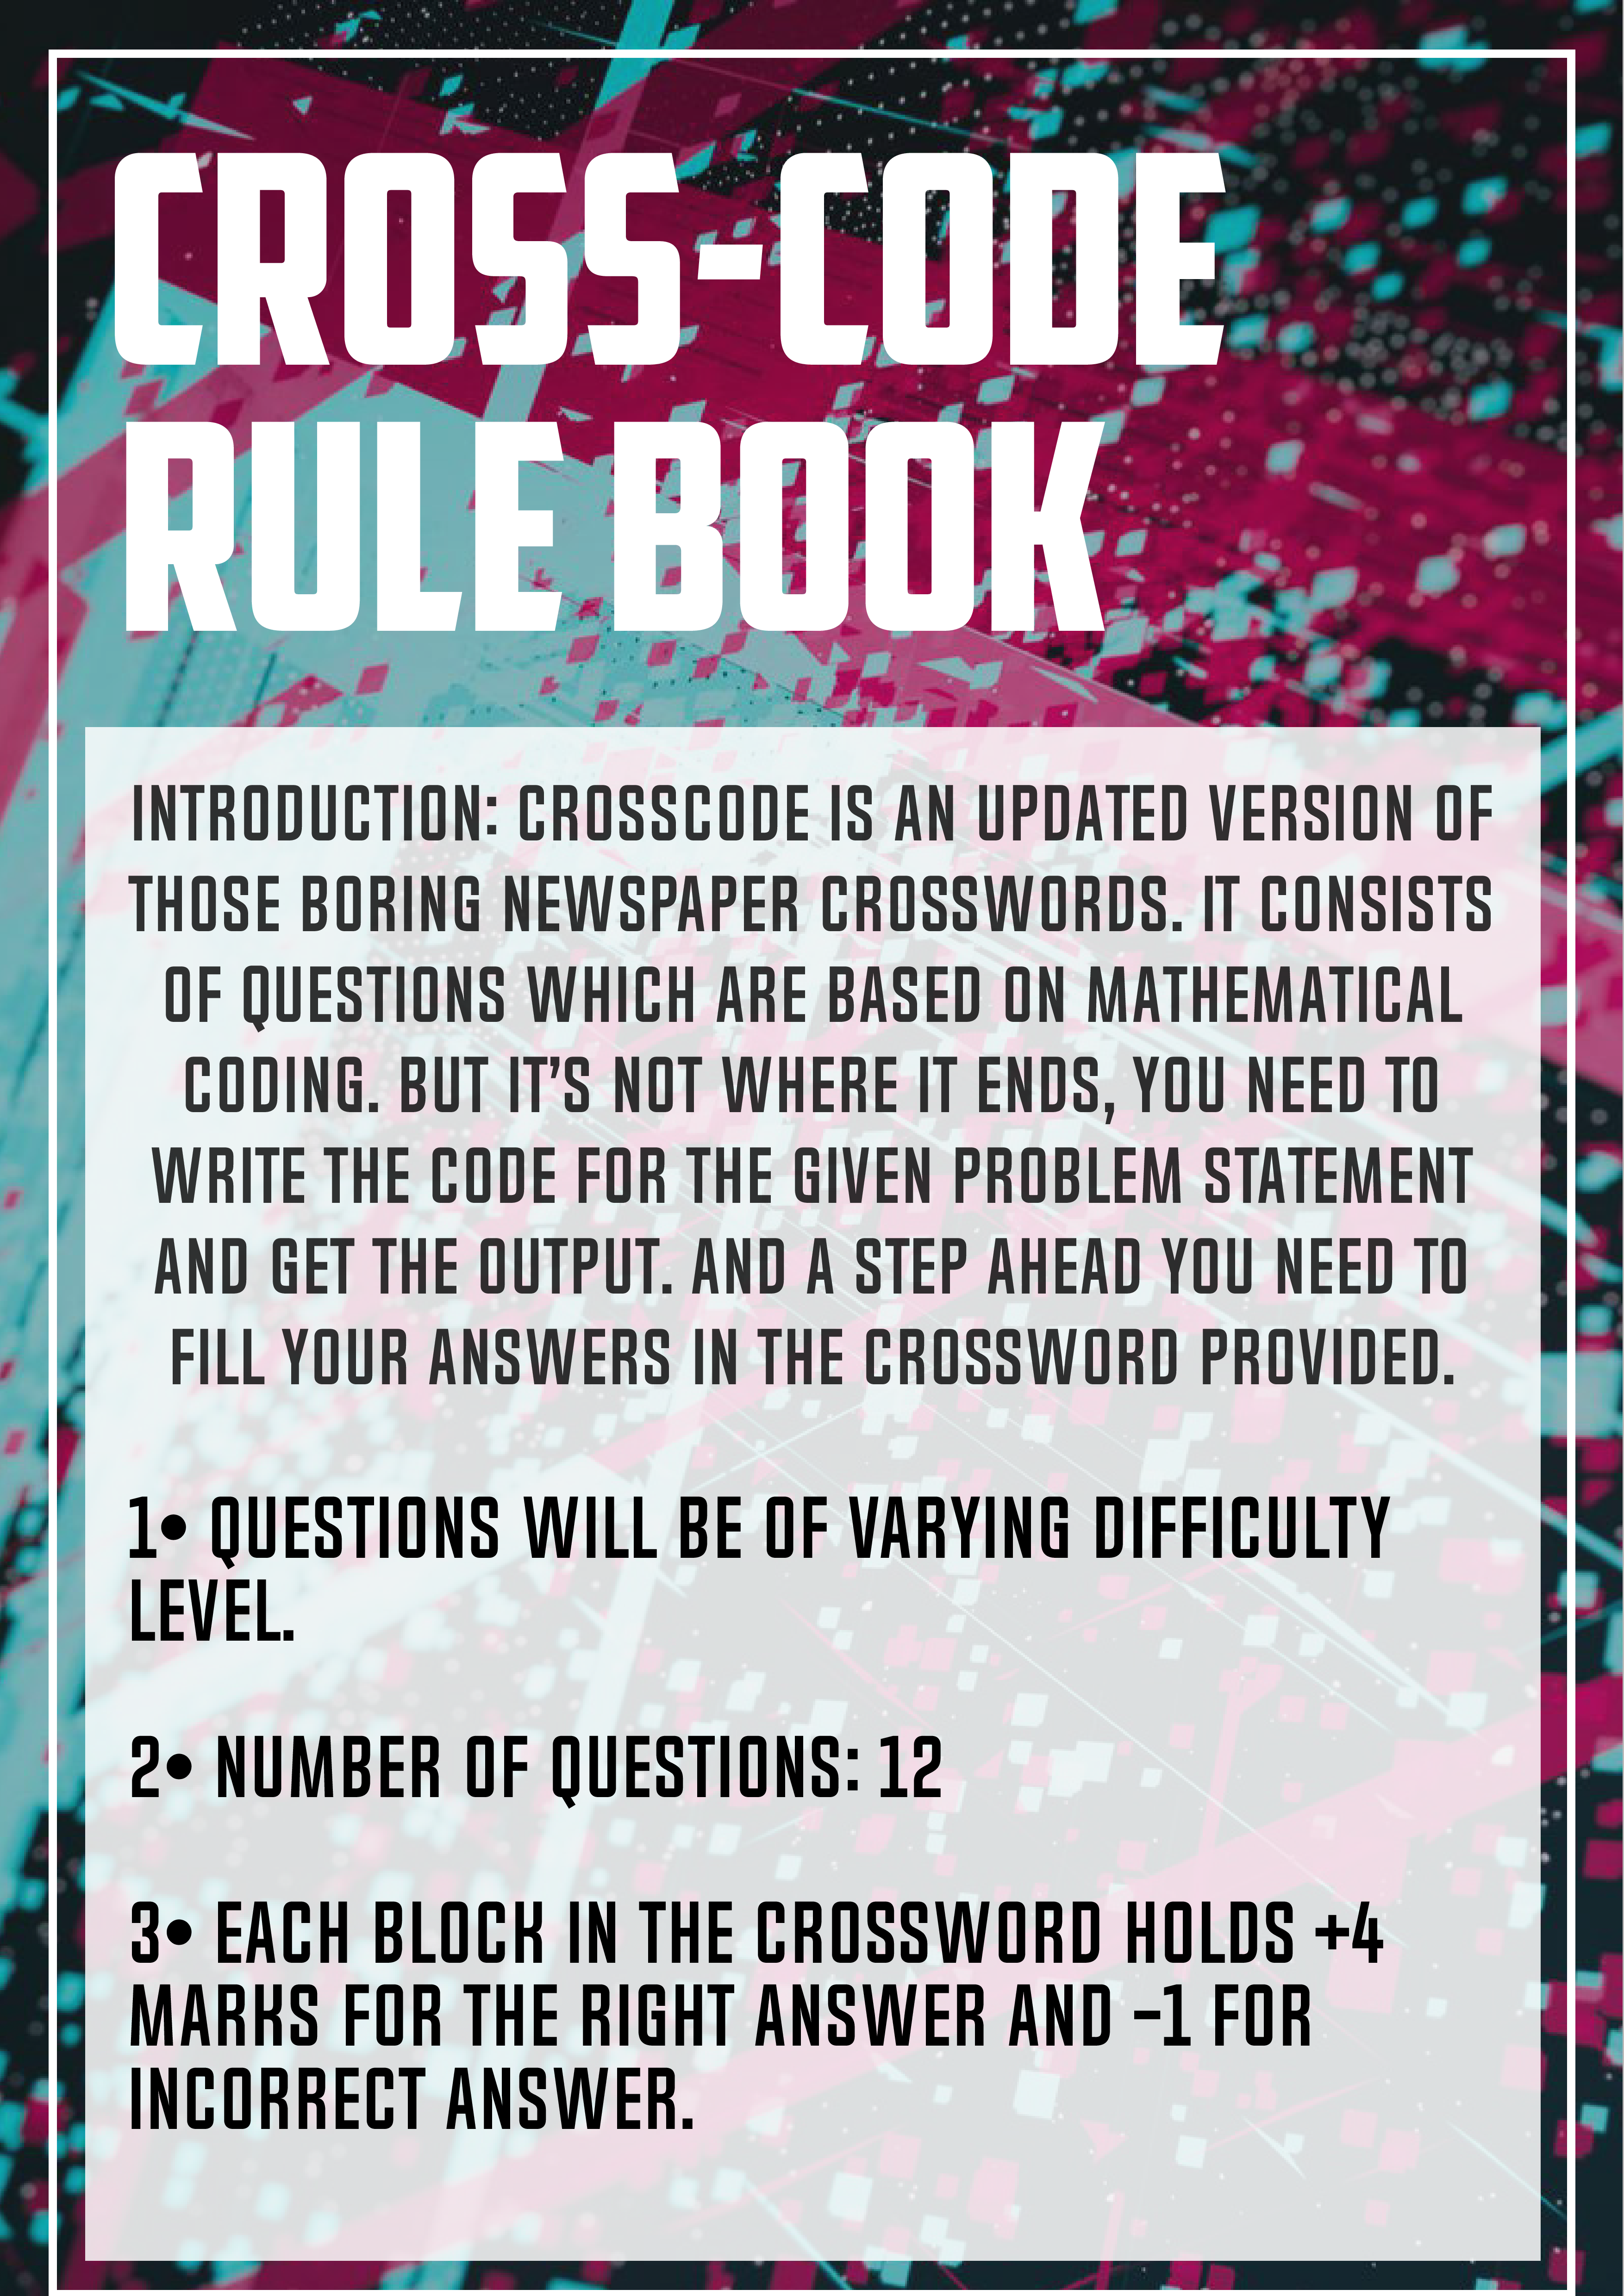 CROSS-CODE
RULE BOOK
INTRODUCTION: CROSSCODE IS AN UPDATED VERSION OF
THOSE BORING NEWSPAPER CROSSWORDS. IT CONSISTS
OF QUESTIONS WHICH ARE BASED ON MATHEMATICAL
CODING. BUT IT’S NOT WHERE IT ENDS, YOU NEED TO
WRITE THE CODE FOR THE GIVEN PROBLEM STATEMENT
AND GET THE OUTPUT. AND A STEP AHEAD YOU NEED TO
FILL YOUR ANSWERS IN THE CROSSWORD PROVIDED.
1• QUESTIONS WILL BE OF VARYING DIFFICULTY
LEVEL.
2• NUMBER OF QUESTIONS: 12
3• EACH BLOCK IN THE CROSSWORD HOLDS +4
MARKS FOR THE RIGHT ANSWER AND –1 FOR
INCORRECT ANSWER.